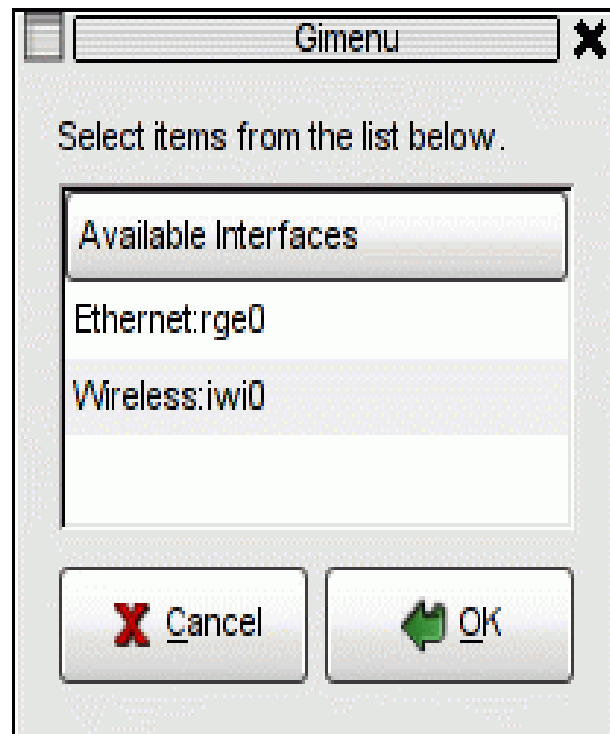 Gimenu
Select items from the list below.
Available Interfaces
Ethernet:rge0
Wireless:iwi0
Cancel
OK